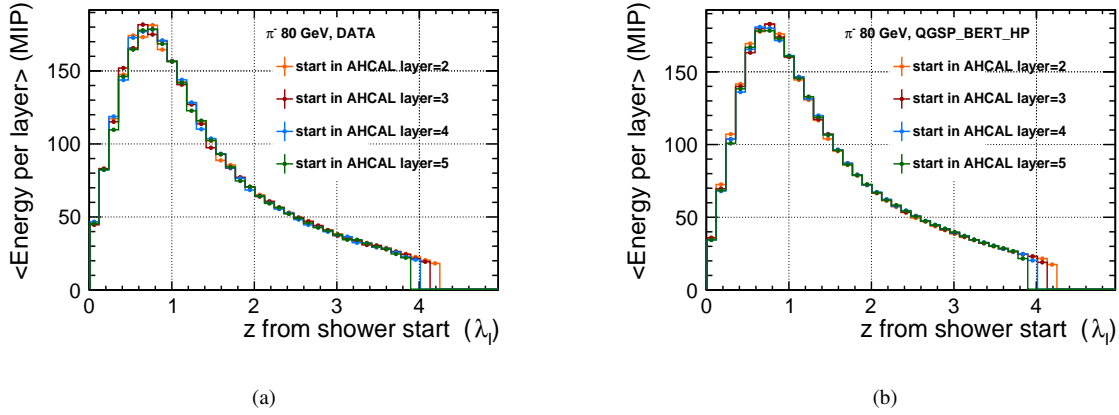 π⁻ 80 GeV, DATA
start in AHCAL layer=2
start in AHCAL layer=3
start in AHCAL layer=4
start in AHCAL layer=5
<Energy per layer> (MIP)
150
100
50
0
0 1 2 3 4
z from shower start (λ_I)
(a)
π⁻ 80 GeV, QGSP_BERT_HP
start in AHCAL layer=2
start in AHCAL layer=3
start in AHCAL layer=4
start in AHCAL layer=5
<Energy per layer> (MIP)
150
100
50
0
0 1 2 3 4
z from shower start (λ_I)
(b)